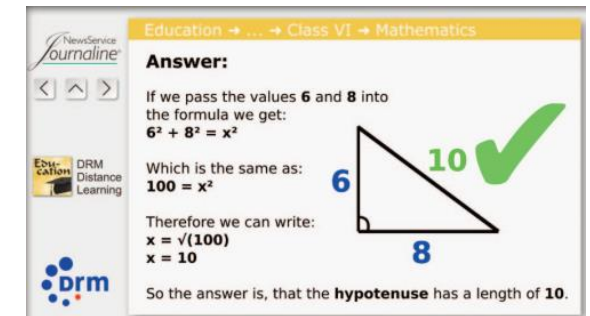 NewsService
Journaline
Education → ... → Class VI → Mathematics
Answer:
If we pass the values 6 and 8 into
the formula we get:
6² + 8² = x²
Which is the same as:
100 = x²
Therefore we can write:
x = √(100)
x = 10
6
10
8
So the answer is, that the hypotenuse has a length of 10.
Edu-
cation
DRM
Distance
Learning
DRM